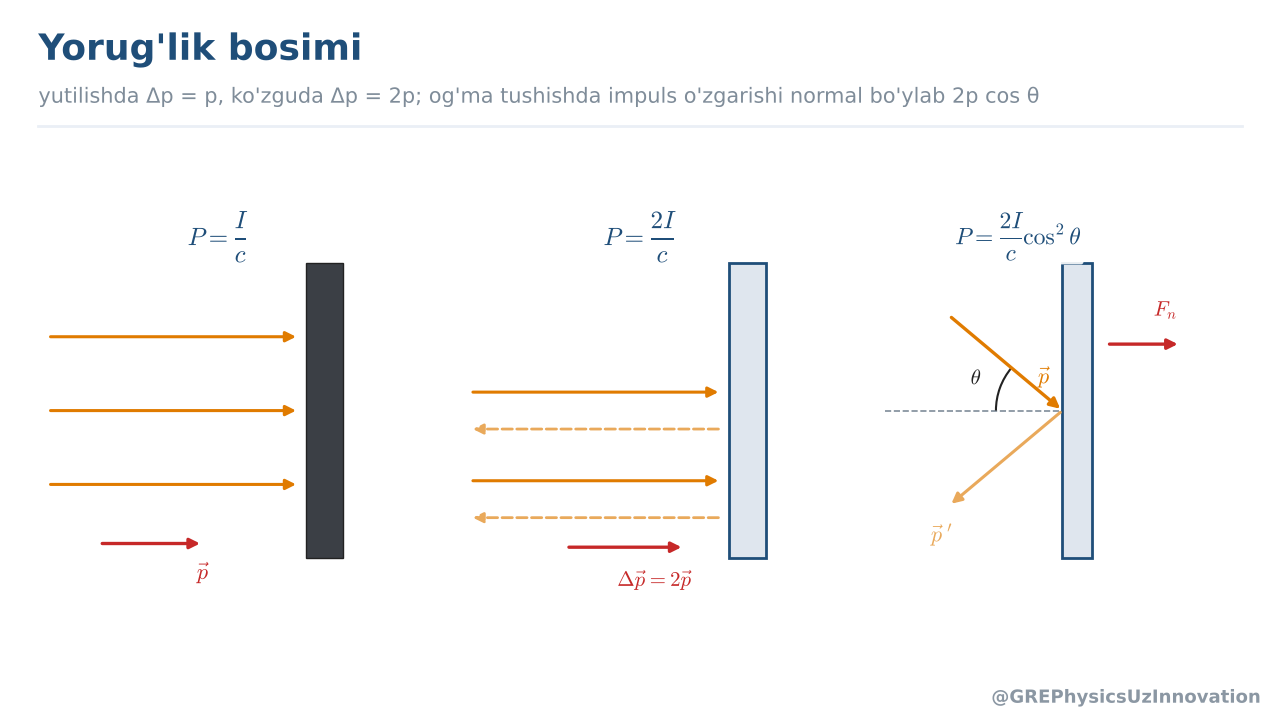 Yorug'lik bosimi
yutilishda Δp = p, ko'zguda Δp = 2p; og'ma tushishda impuls o'zgarishi normal bo'ylab 2p cos θ
P = I/c
P = 2I/c
P = 2I/c cos² θ
F_n
p⃗
θ
p⃗ ′
p⃗
Δp⃗ = 2p⃗
@GREPhysicsUzInnovation